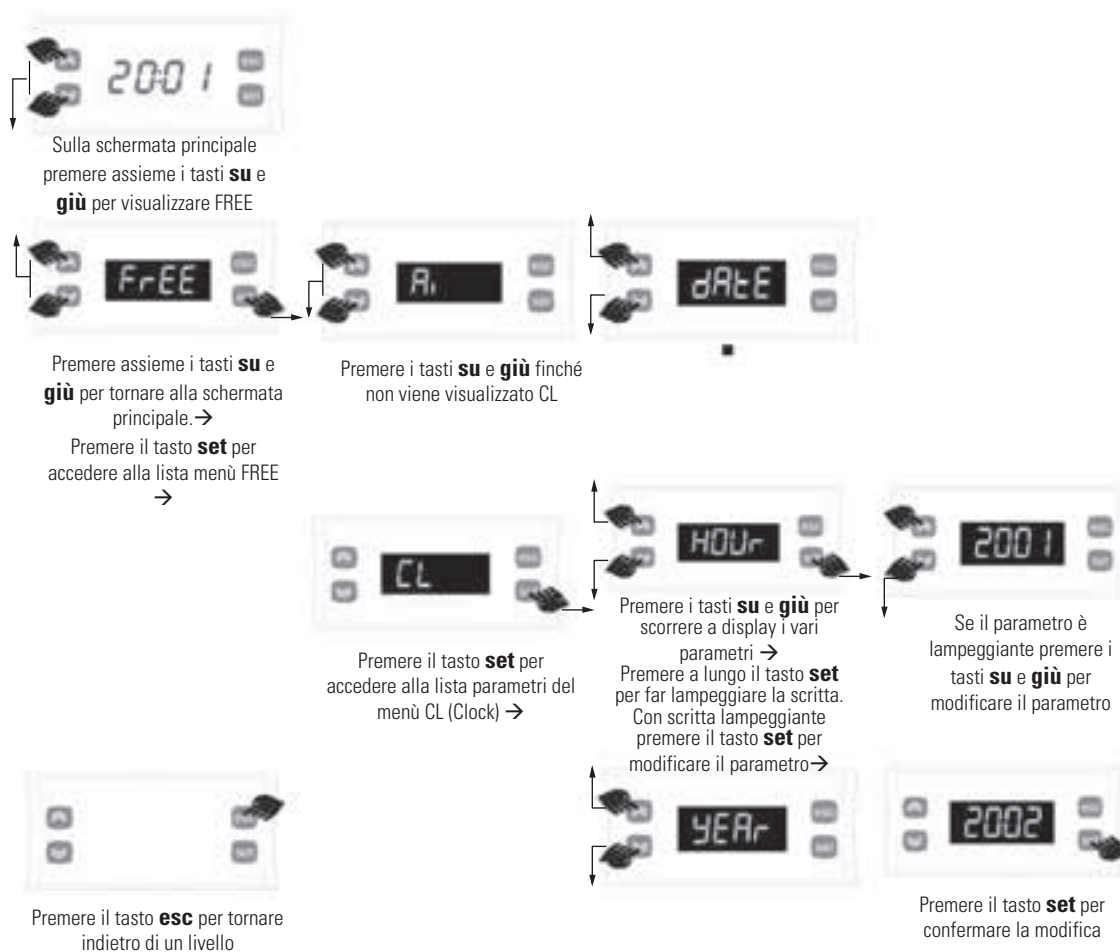 20:01
Sulla schermata principale
premere assieme i tasti su e
giù per visualizzare FREE
FrEE
Premere assieme i tasti su e
giù per tornare alla schermata
principale.→
Premere il tasto set per
accedere alla lista menù FREE
→
Ai
Premere i tasti su e giù finché
non viene visualizzato CL
dAtE
CL
Premere il tasto set per
accedere alla lista parametri del
menù CL (Clock) →
HOUr
Premere i tasti su e giù per
scorrere a display i vari
parametri →
Premere a lungo il tasto set
per far lampeggiare la scritta.
Con scritta lampeggiante
premere il tasto set per
modificare il parametro→
2001
Se il parametro è
lampeggiante premere i
tasti su e giù per
modificare il parametro
Premere il tasto esc per tornare
indietro di un livello
YEAr
2002
Premere il tasto set per
confermare la modifica